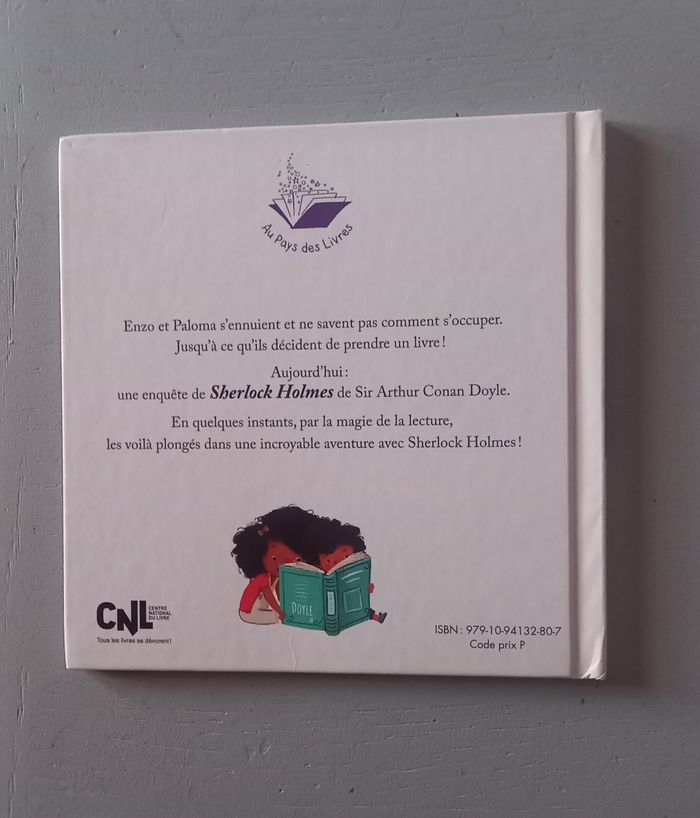 Au Pays des Livres
Enzo et Paloma s'ennuient et ne savent pas comment s'occuper.
Jusqu'à ce qu'ils décident de prendre un livre !
Aujourd'hui :
une enquête de Sherlock Holmes de Sir Arthur Conan Doyle.
En quelques instants, par la magie de la lecture,
les voilà plongés dans une incroyable aventure avec Sherlock Holmes !
DOYLE
CNL
CENTRE
NATIONAL
DU LIVRE
Tous les livres se dévorent !
ISBN : 979-10-94132-80-7
Code prix P